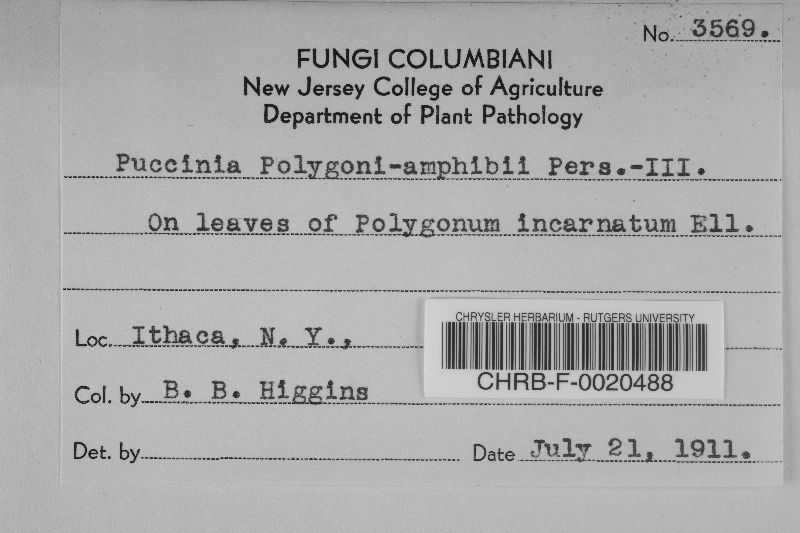 No. 3569.
FUNGI COLUMBIANI
New Jersey College of Agriculture
Department of Plant Pathology
Puccinia Polygoni-amphibii Pers.-III.
On leaves of Polygonum incarnatum Ell.
Loc. Ithaca, N. Y.,
CHRYSLER HERBARIUM - RUTGERS UNIVERSITY
CHRB-F-0020488
Col. by B. B. Higgins
Det. by
Date July 21, 1911.